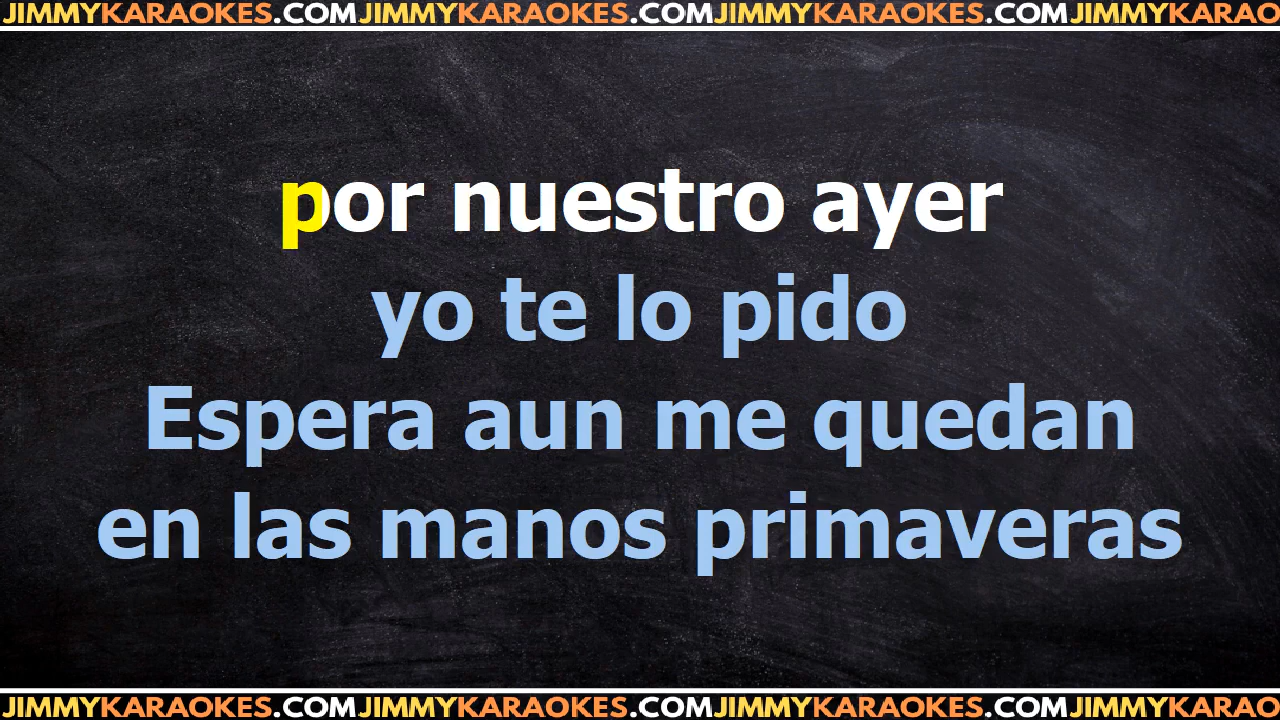 JIMMYKARAOKES.COMJIMMYKARAOKES.COMJIMMYKARAOKES.COMJIMMYKARAO
por nuestro ayer
yo te lo pido
Espera aun me quedan
en las manos primaveras
JIMMYKARAOKES.COMJIMMYKARAOKES.COMJIMMYKARAOKES.COMJIMMYKARAO